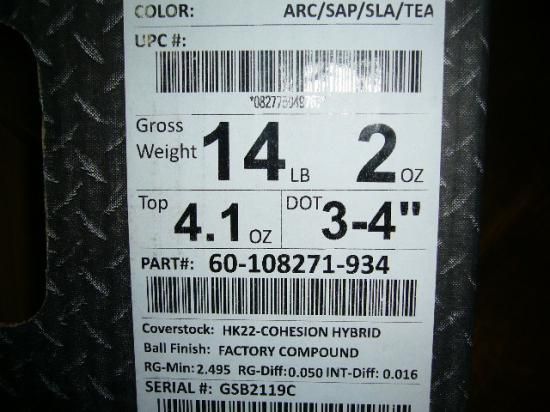 COLOR: ARC/SAP/SLA/TEA
UPC #:
Gross Weight 14 LB 2 OZ
Top 4.1 OZ DOT 3-4"
PART#: 60-108271-934
Coverstock: HK22-COHESION HYBRID
Ball Finish: FACTORY COMPOUND
RG-Min:2.495 RG-Diff:0.050 INT-Diff:0.016
SERIAL #: GSB2119C